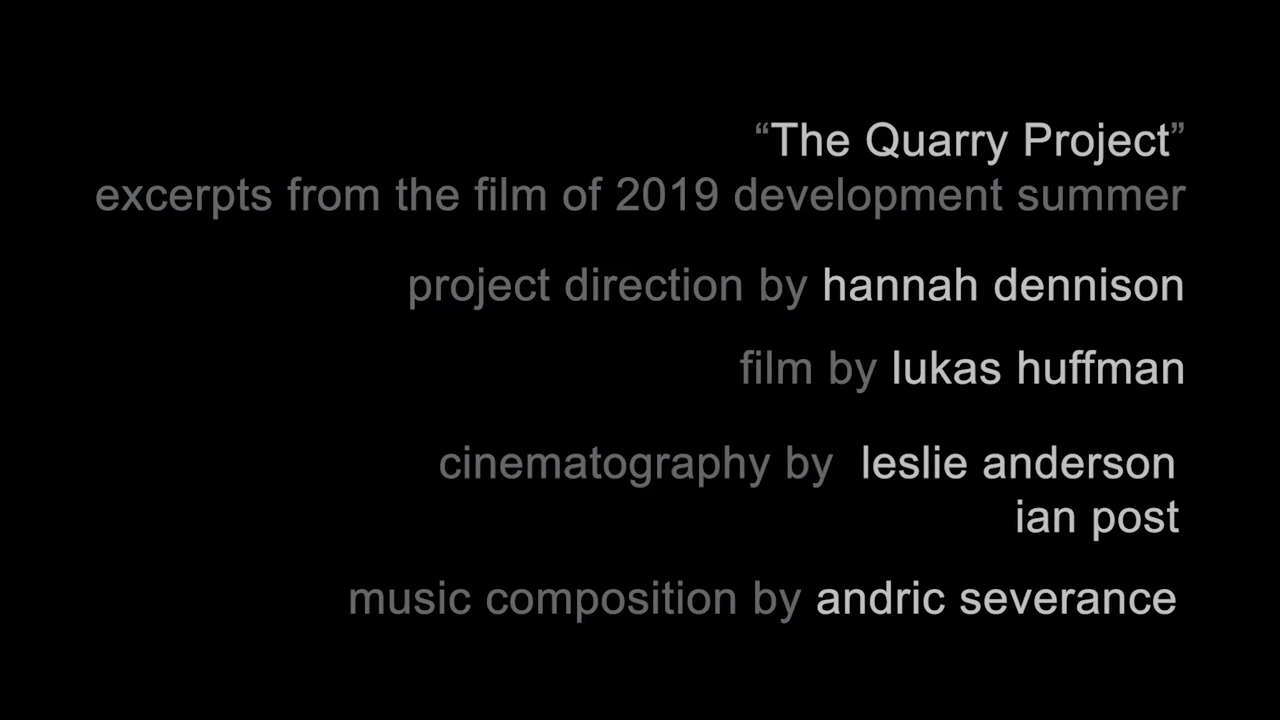 “The Quarry Project”
excerpts from the film of 2019 development summer
project direction by hannah dennison
film by lukas huffman
cinematography by leslie anderson
ian post
music composition by andric severance